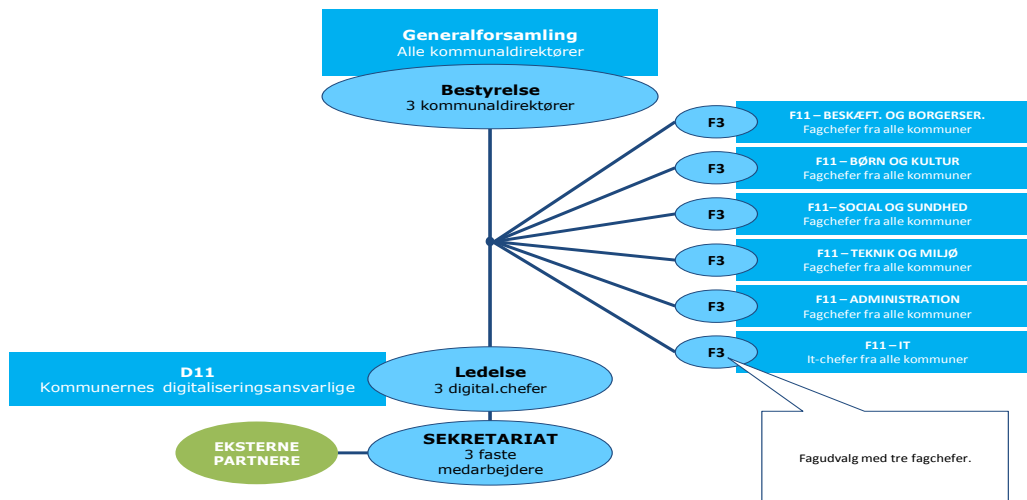 Generalforsamling
Alle kommunaldirektører
Bestyrelse
3 kommunaldirektører
F3
F11 – BESKÆFT. OG BORGERSER.
Fagchefer fra alle kommuner
F3
F11 – BØRN OG KULTUR
Fagchefer fra alle kommuner
F3
F11– SOCIAL OG SUNDHED
Fagchefer fra alle kommuner
F3
F11 – TEKNIK OG MILJØ
Fagchefer fra alle kommuner
F3
F11 – ADMINISTRATION
Fagchefer fra alle kommuner
F3
F11 – IT
It-chefer fra alle kommuner
D11
Kommunernes digitaliseringsansvarlige
Ledelse
3 digital.chefer
EKSTERNE
PARTNERE
SEKRETARIAT
3 faste
medarbejdere
Fagudvalg med tre fagchefer.